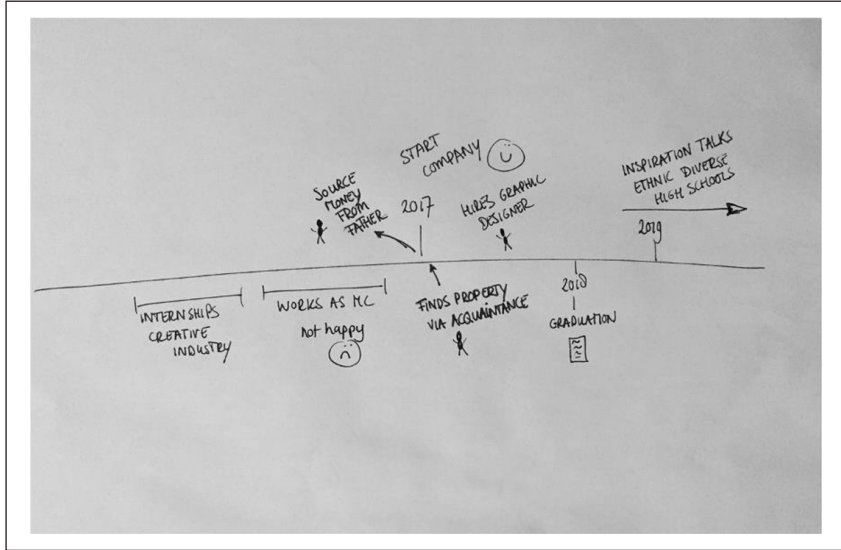 START
COMPANY
SOURCE
MONEY
FROM
FATHER
2017
HIRES GRAPHIC
DESIGNER
INSPIRATION TALKS
ETHNIC DIVERSE
HIGH SCHOOLS
2019
INTERNSHIPS
CREATIVE
INDUSTRY
WORKS AS MC
not happy
FINDS PROPERTY
VIA ACQUAINTANCE
2018
GRADUATION